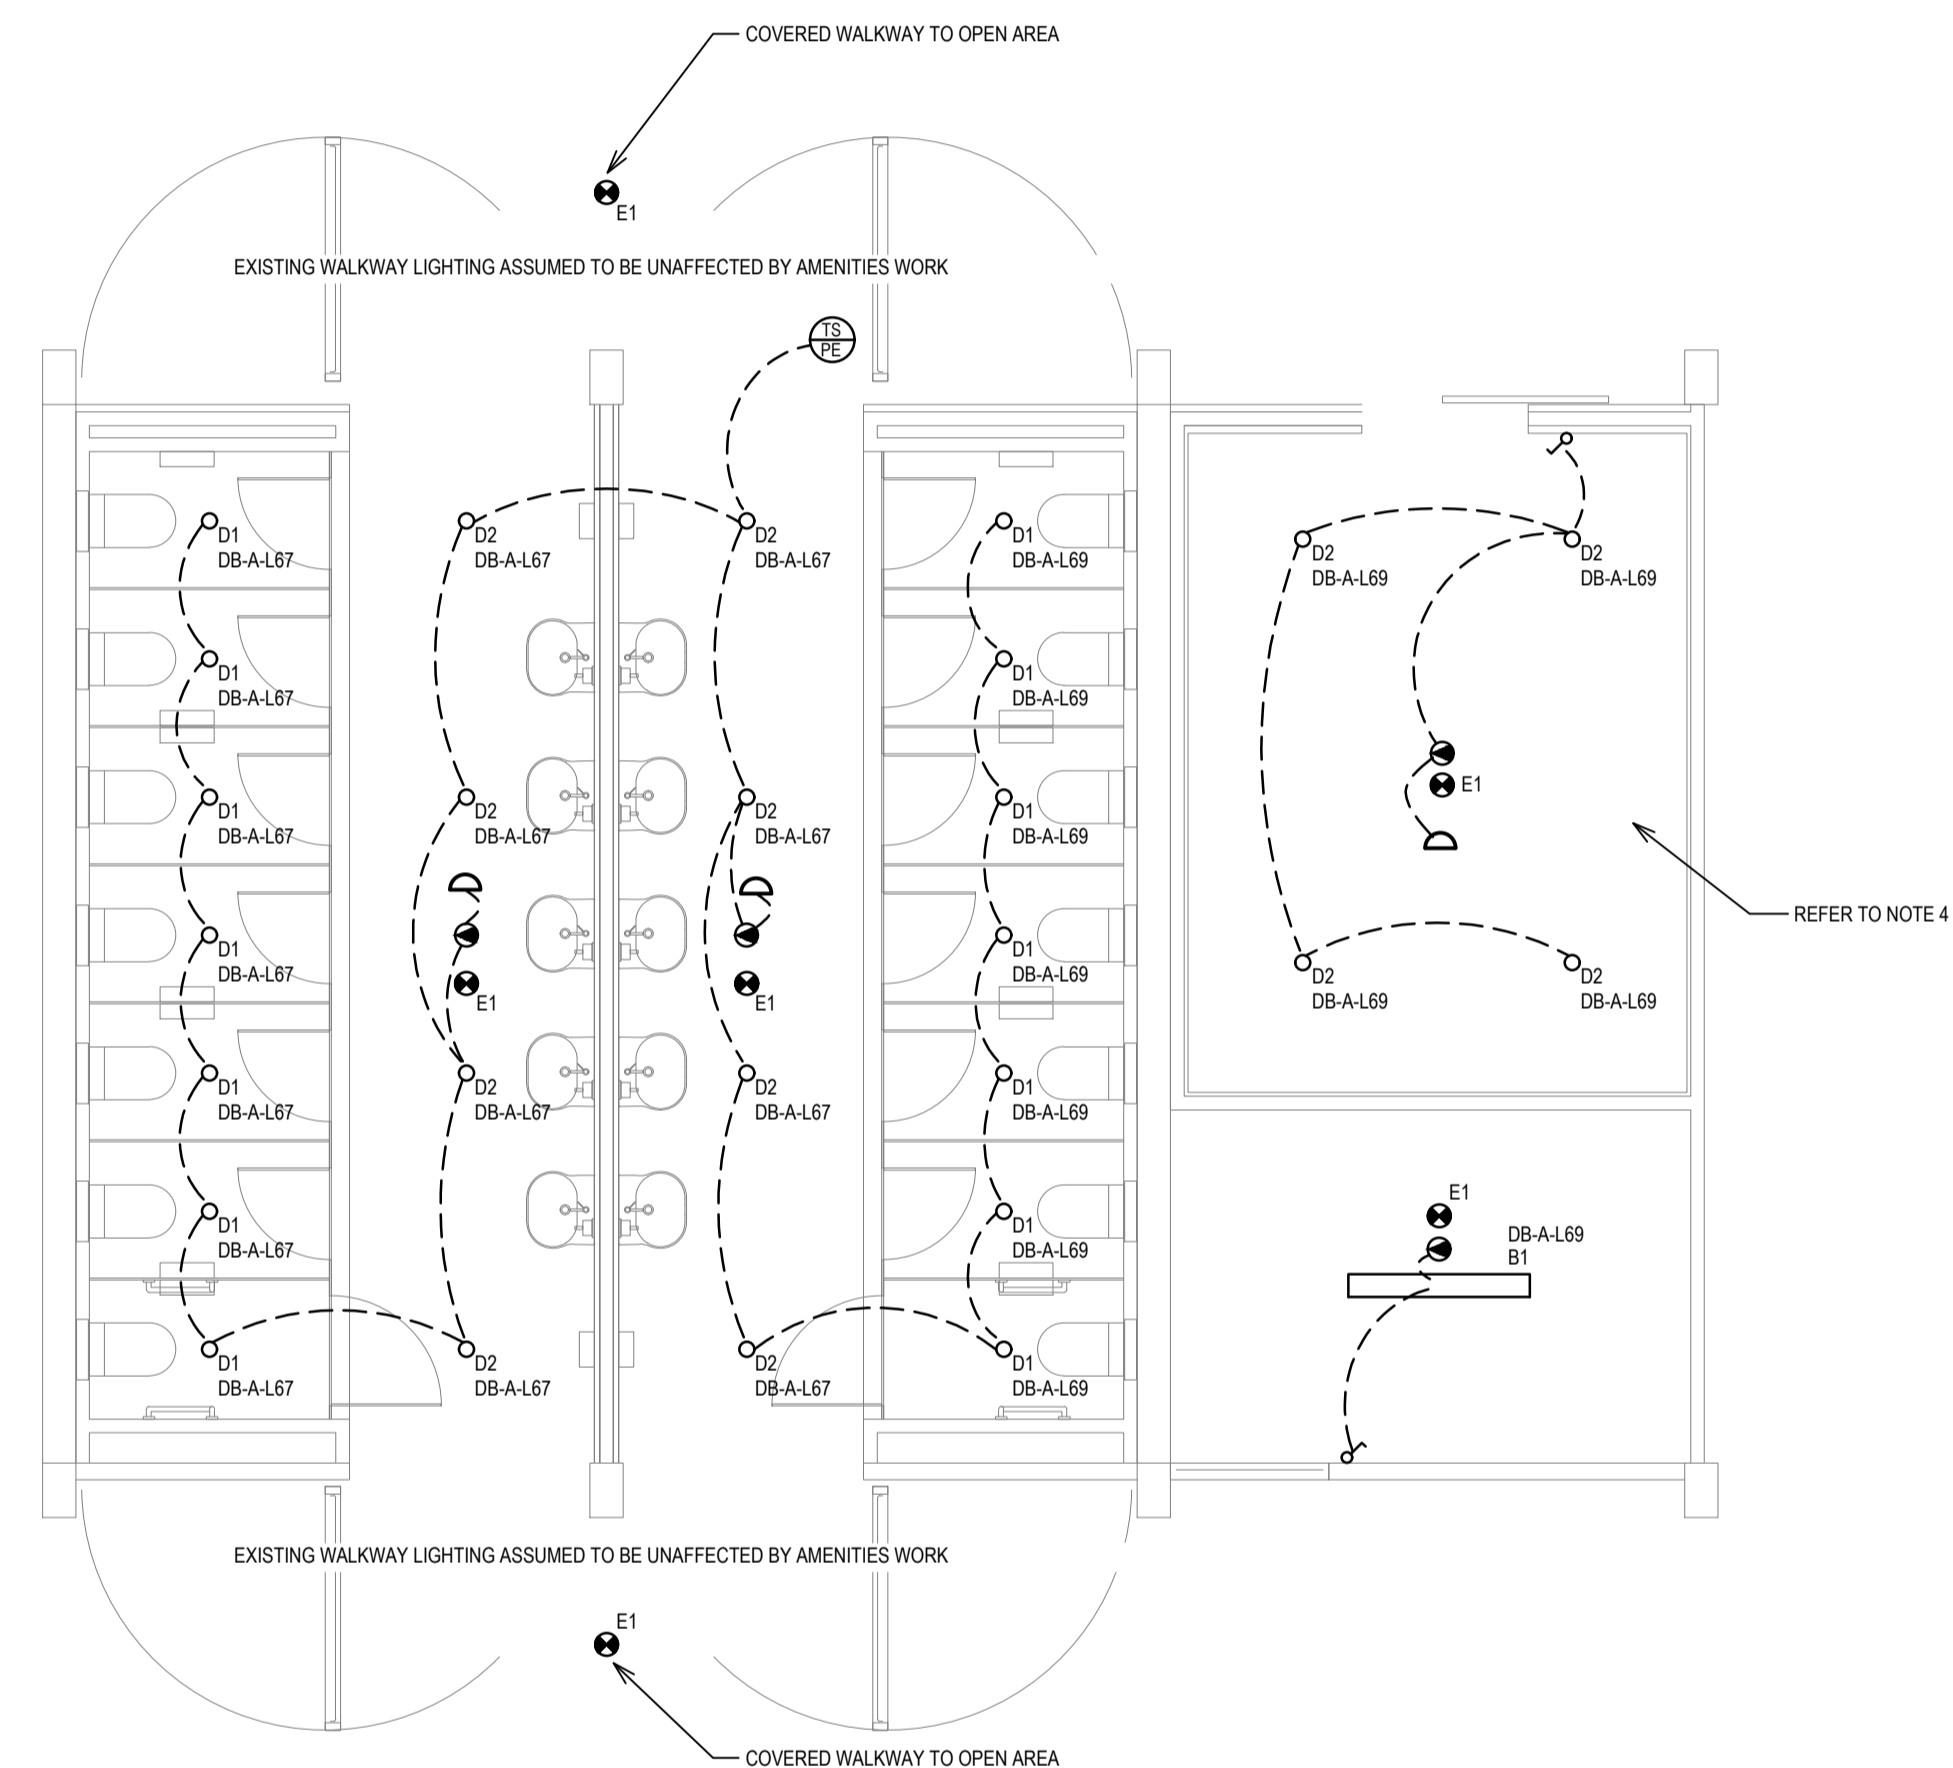 COVERED WALKWAY TO OPEN AREA
E1
EXISTING WALKWAY LIGHTING ASSUMED TO BE UNAFFECTED BY AMENITIES WORK
TS
PE
D1
DB-A-L67
D2
DB-A-L67
D2
DB-A-L67
D1
DB-A-L69
D2
DB-A-L69
D2
DB-A-L69
D1
DB-A-L67
D1
DB-A-L69
E1
D1
DB-A-L67
D2
DB-A-L67
D2
DB-A-L67
D1
DB-A-L69
REFER TO NOTE 4
D1
DB-A-L67
D1
DB-A-L69
E1
E1
D2
DB-A-L69
D2
DB-A-L69
D1
DB-A-L67
D2
DB-A-L67
D2
DB-A-L67
D1
DB-A-L69
E1
D1
DB-A-L67
D1
DB-A-L69
DB-A-L69
B1
D1
DB-A-L67
D2
DB-A-L67
D2
DB-A-L67
D1
DB-A-L69
EXISTING WALKWAY LIGHTING ASSUMED TO BE UNAFFECTED BY AMENITIES WORK
E1
COVERED WALKWAY TO OPEN AREA